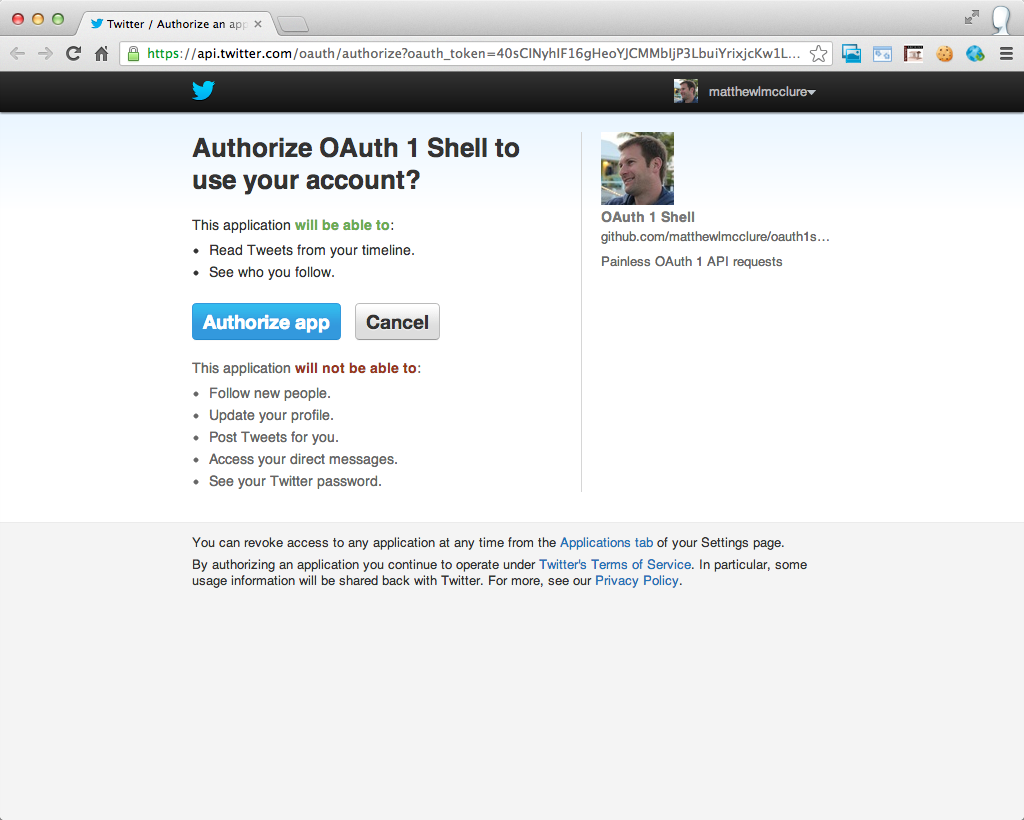 Twitter / Authorize an app
https://api.twitter.com/oauth/authorize?oauth_token=40sClNyhlF16gHeoYJCMMbljP3LbuiYrixjcKw1L...
matthewlmcclure
Authorize OAuth 1 Shell to
use your account?
This application will be able to:
• Read Tweets from your timeline.
• See who you follow.
Authorize app
Cancel
This application will not be able to:
• Follow new people.
• Update your profile.
• Post Tweets for you.
• Access your direct messages.
• See your Twitter password.
OAuth 1 Shell
github.com/matthewlmcclure/oauth1s...
Painless OAuth 1 API requests
You can revoke access to any application at any time from the Applications tab of your Settings page.
By authorizing an application you continue to operate under Twitter's Terms of Service. In particular, some
usage information will be shared back with Twitter. For more, see our Privacy Policy.